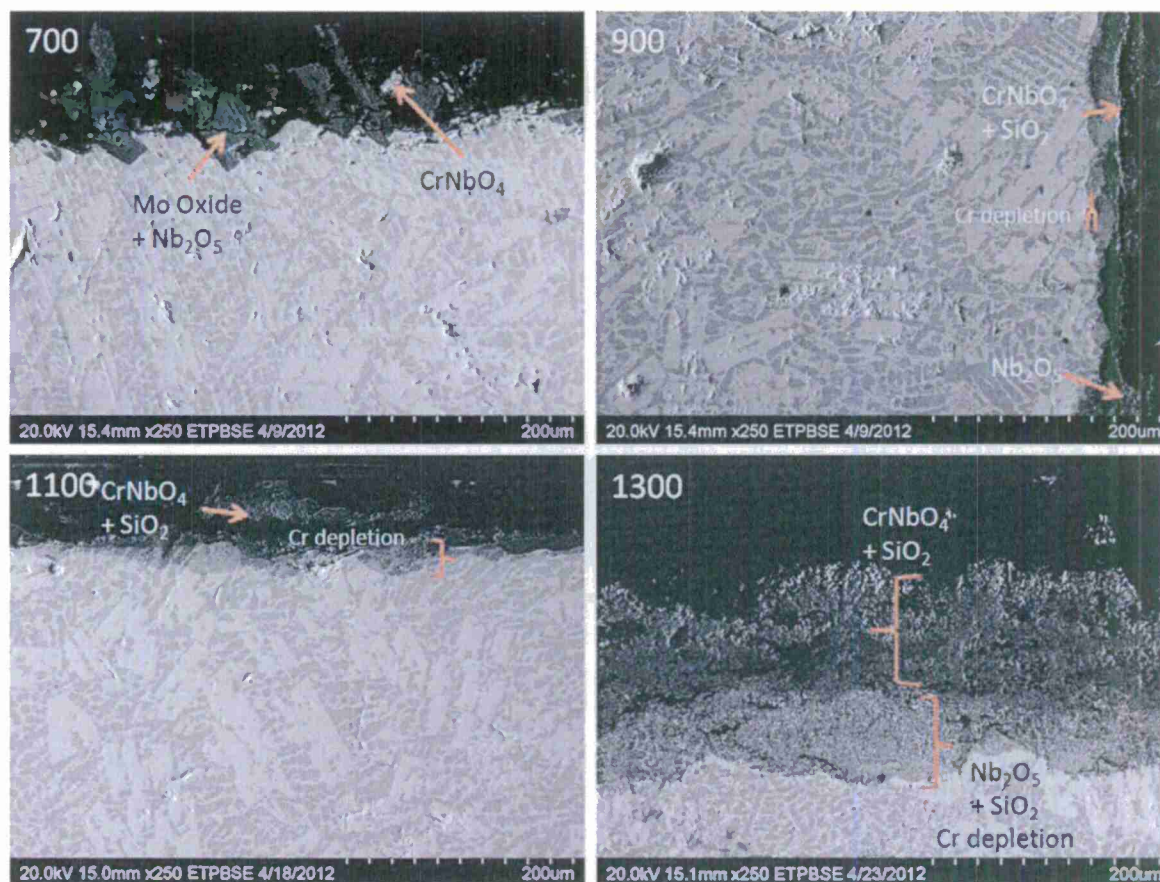 700
CrNbO₄
Mo Oxide
+ Nb₂O₅
20.0kV 15.4mm x250 ETPBSE 4/9/2012 200um
900
CrNbO₄
+ SiO₂
Cr depletion
Nb₂O₅
20.0kV 15.4mm x250 ETPBSE 4/9/2012 200um
1100
CrNbO₄
+ SiO₂
Cr depletion
20.0kV 15.0mm x250 ETPBSE 4/18/2012 200um
1300
CrNbO₄
+ SiO₂
Nb₂O₅
+ SiO₂
Cr depletion
20.0kV 15.1mm x250 ETPBSE 4/23/2012 200um